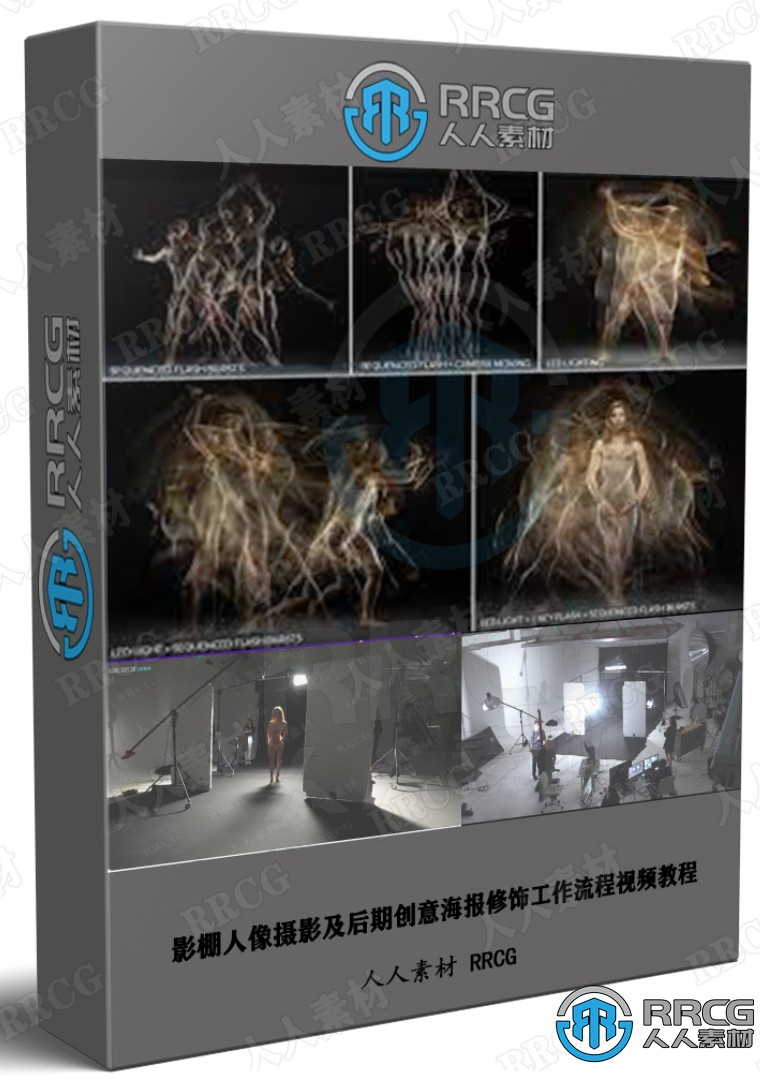 RRCG
人人素材
SEQUENCED FLASH BURSTS
SEQUENCED FLASH + CAMERA MOVING
LED LIGHTING
LED LIGHT + SEQUENCED FLASH BURSTS
LED LIGHT + 1 KEY FLASH + SEQUENCED FLASH BURSTS
RRCG
人人素材
影棚人像摄影及后期创意海报修饰工作流程视频教程
人人素材 RRCG
RRCG
人人素材